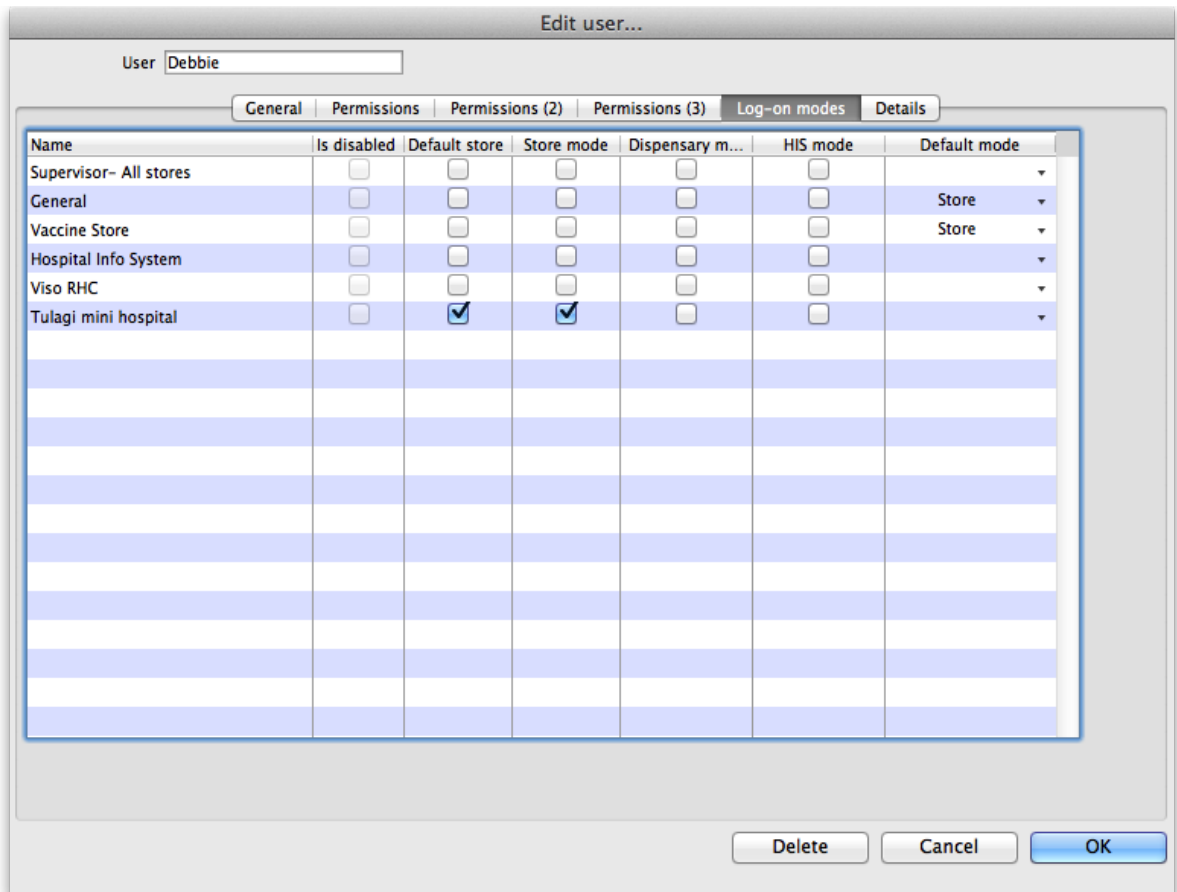 Edit user...
User Debbie
General Permissions Permissions (2) Permissions (3) Log-on modes Details
Name Is disabled Default store Store mode Dispensary m... HIS mode Default mode
Supervisor- All stores
General Store
Vaccine Store Store
Hospital Info System
Viso RHC
Tulagi mini hospital
Delete Cancel OK